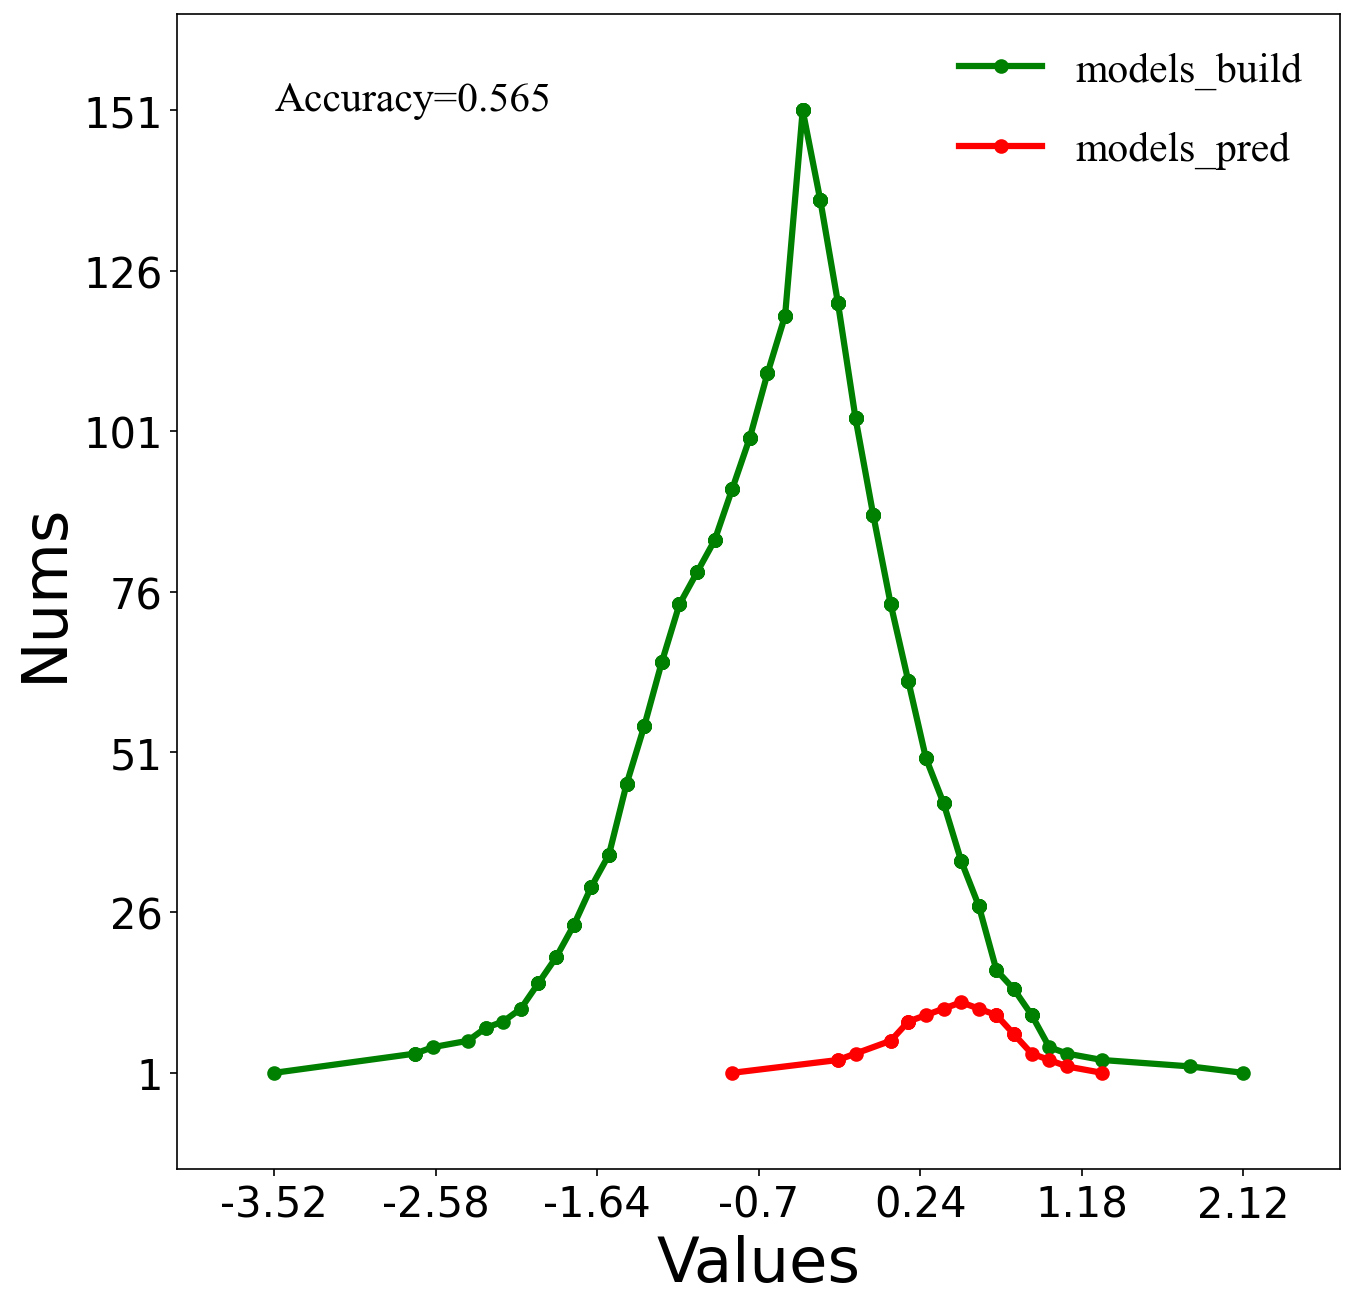 Accuracy=0.565
models_build
models_pred
151
126
101
76
51
26
1
Nums
-3.52 -2.58 -1.64 -0.7 0.24 1.18 2.12
Values